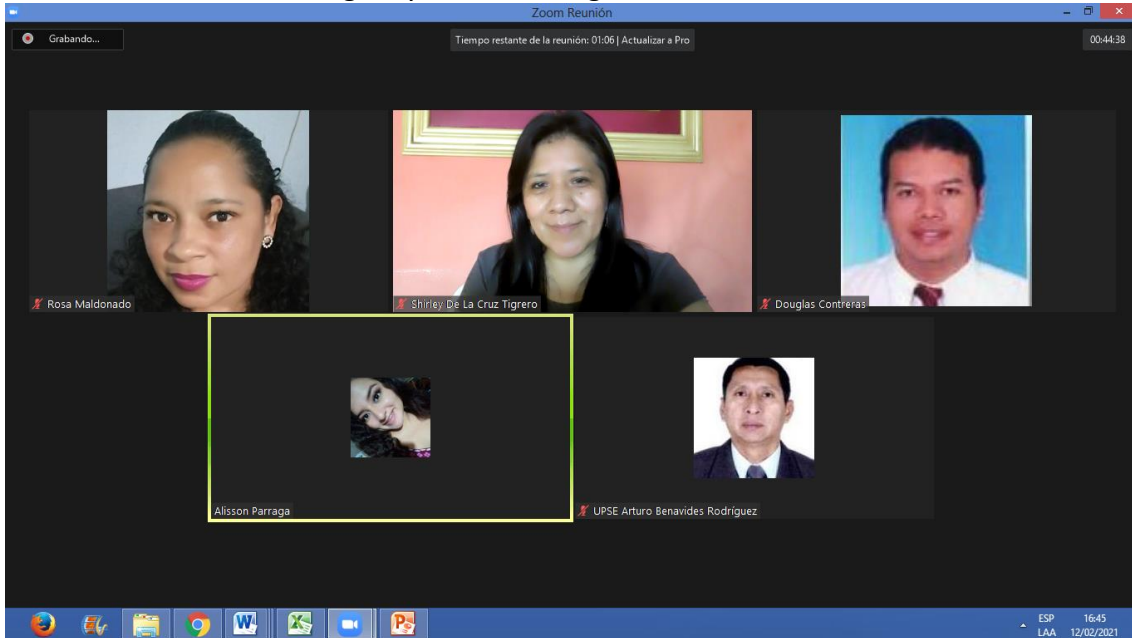 Zoom Reunión
Grabando...
Tiempo restante de la reunión: 01:06 | Actualizar a Pro
00:44:38
Rosa Maldonado
Shirley De La Cruz Tigrero
Douglas Contreras
Alisson Parraga
UPSE Arturo Benavides Rodríguez
ESP 16:45
LAA 12/02/2021